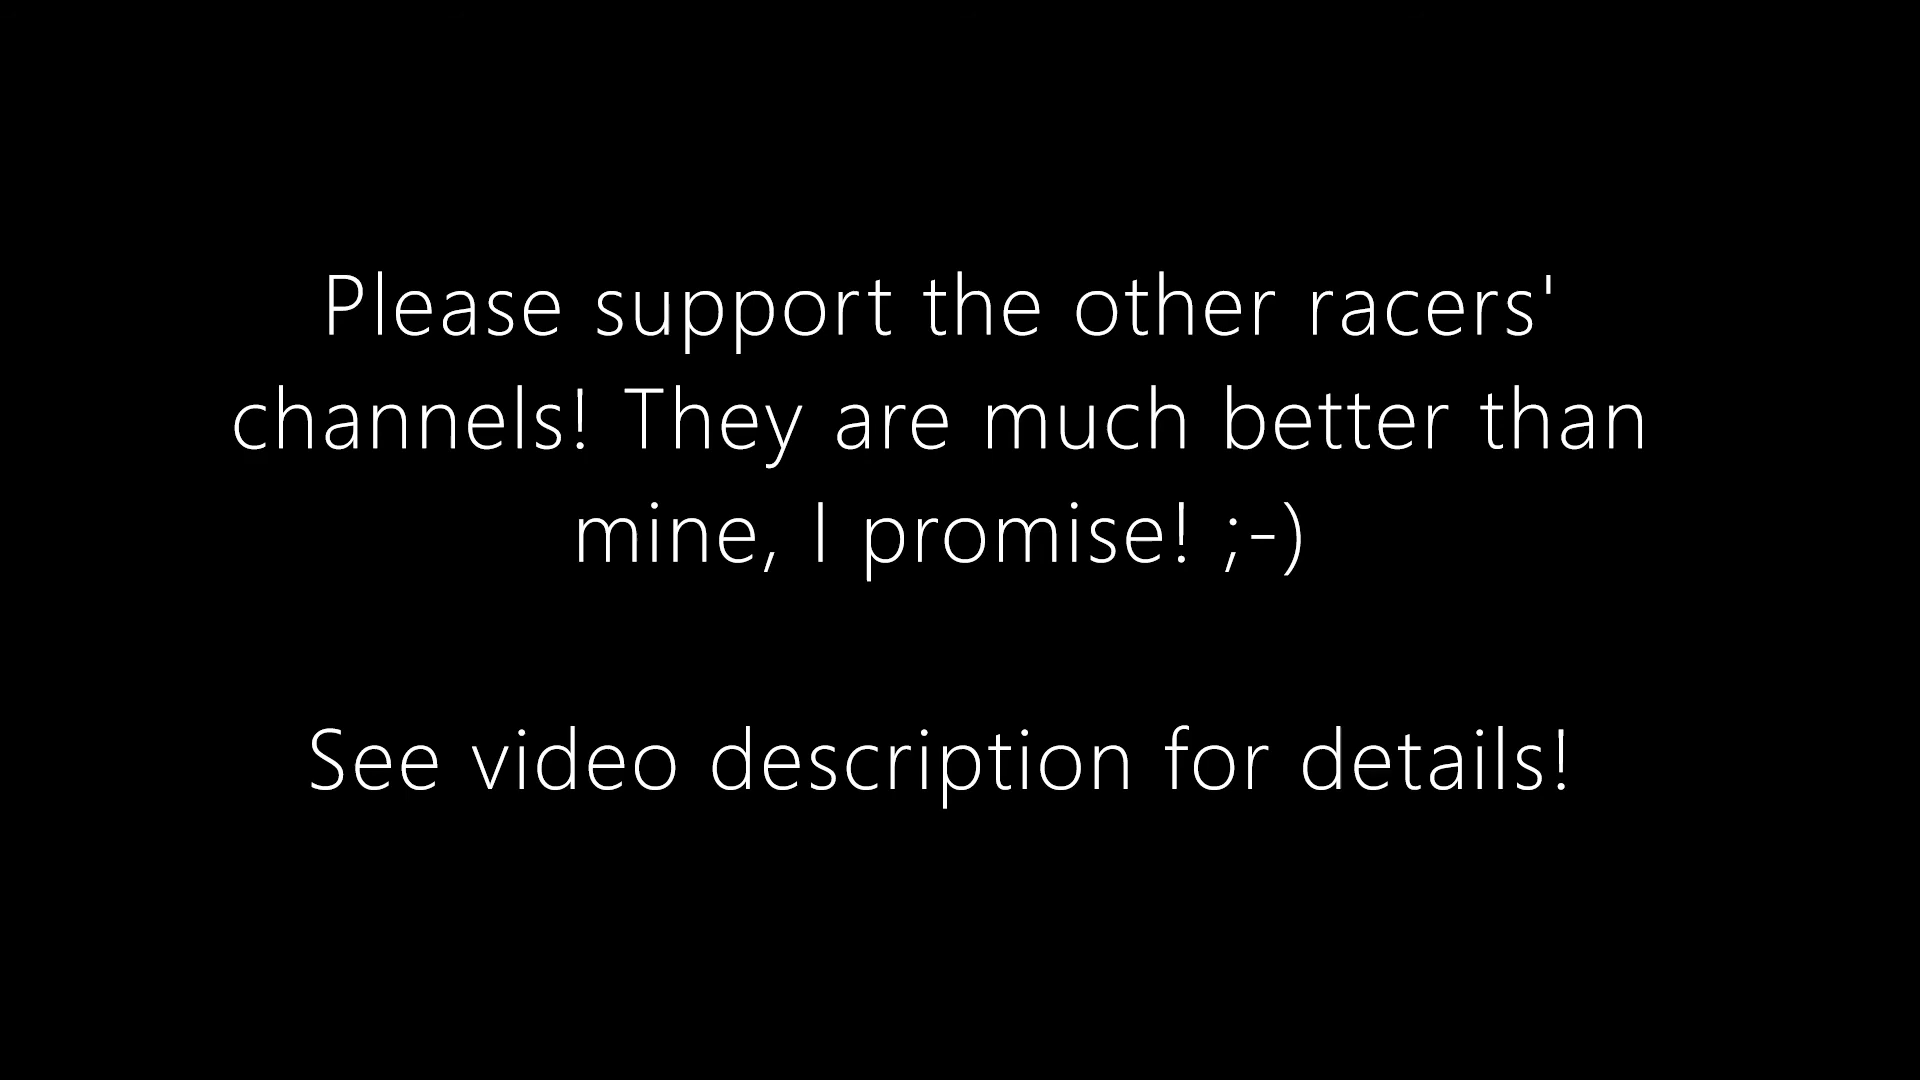 Please support the other racers'
channels! They are much better than
mine, I promise! ;-)
See video description for details!